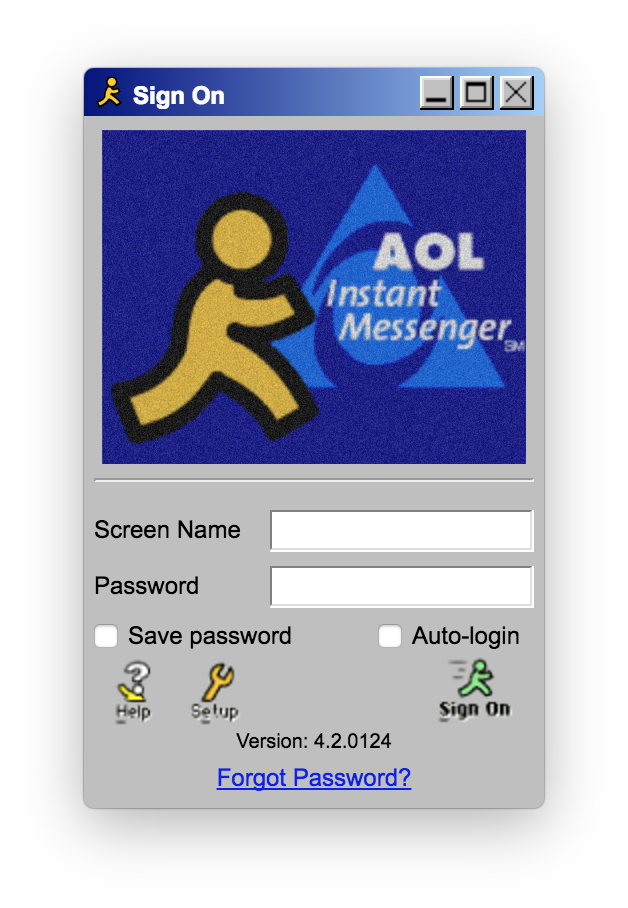 Sign On
AOL
Instant
Messenger SM
Screen Name
Password
Save password Auto-login
Help Setup Sign On
Version: 4.2.0124
Forgot Password?